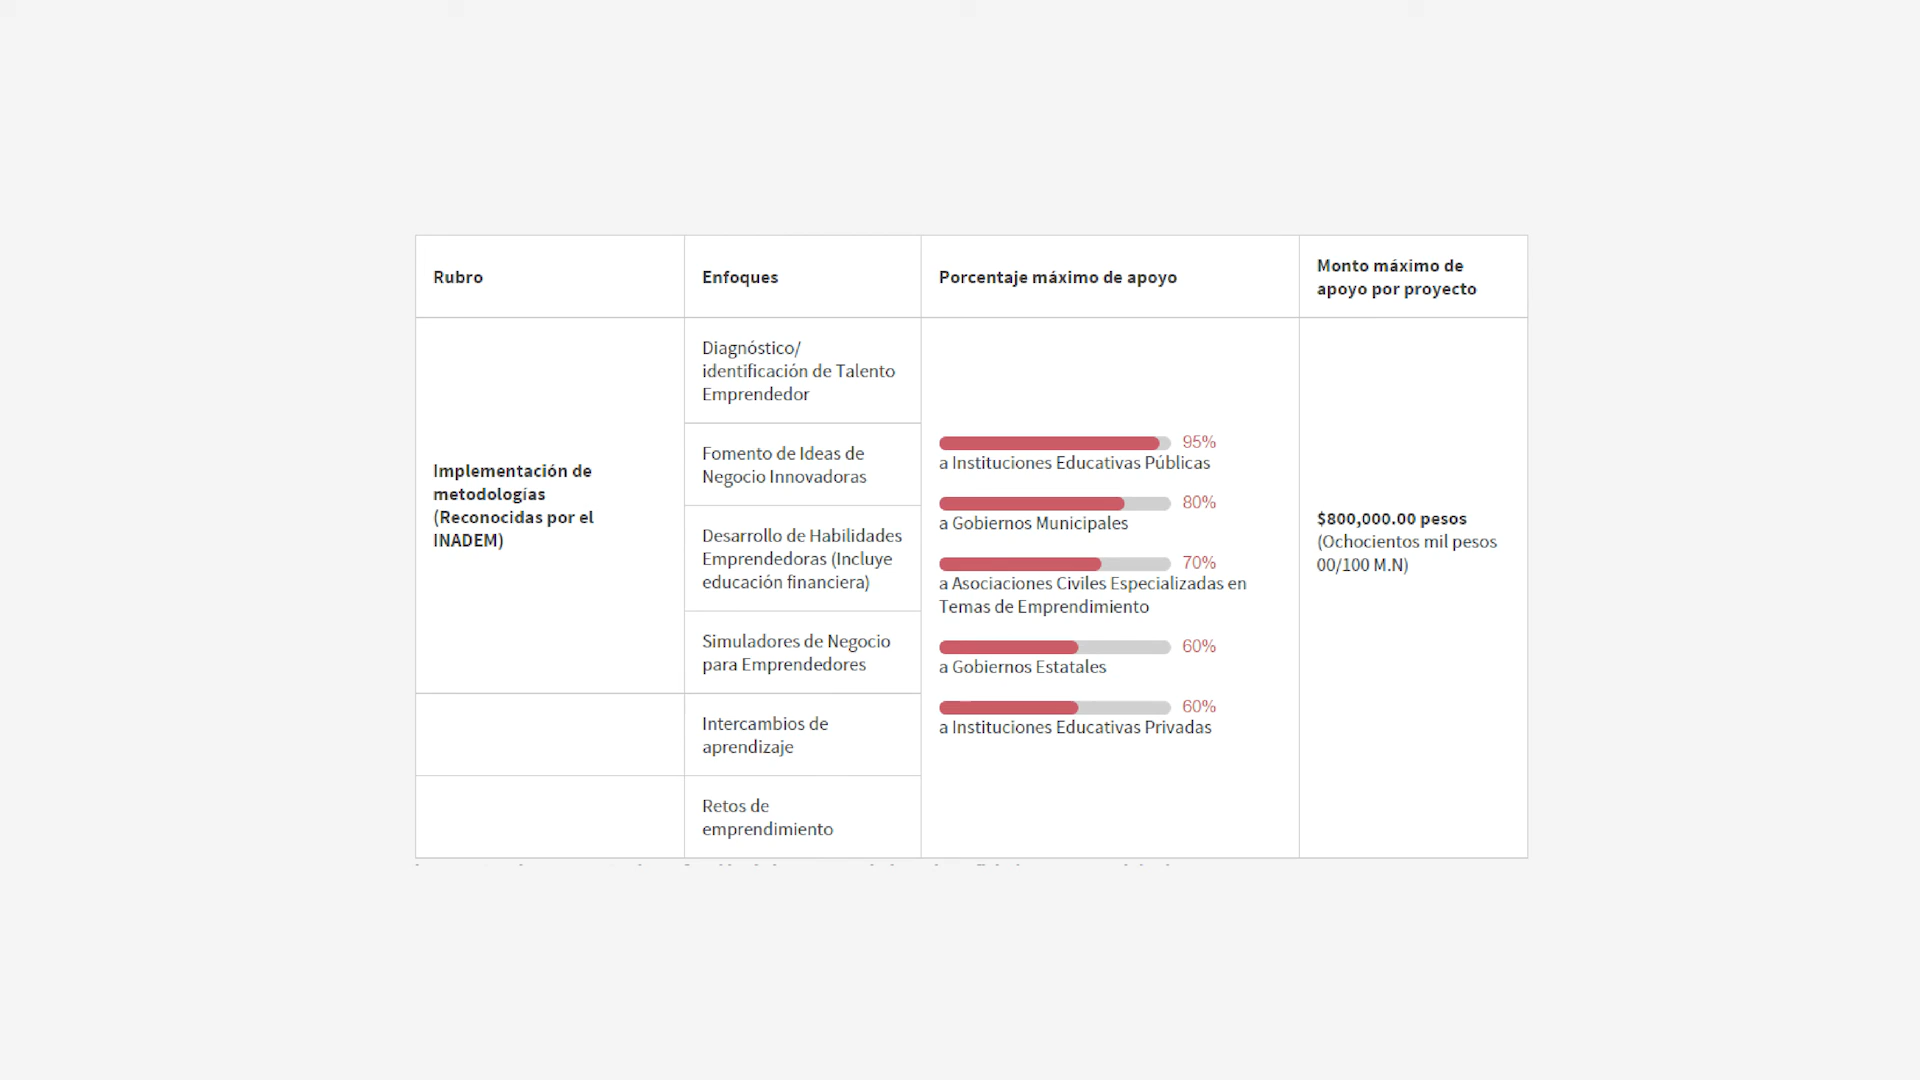 Rubro
Enfoques
Porcentaje máximo de apoyo
Monto máximo de
apoyo por proyecto
Implementación de
metodologías
(Reconocidas por el
INADEM)
Diagnóstico/
identificación de Talento
Emprendedor
Fomento de Ideas de
Negocio Innovadoras
Desarrollo de Habilidades
Emprendedoras (Incluye
educación financiera)
Simuladores de Negocio
para Emprendedores
Intercambios de
aprendizaje
Retos de
emprendimiento
95%
a Instituciones Educativas Públicas
80%
a Gobiernos Municipales
70%
a Asociaciones Civiles Especializadas en
Temas de Emprendimiento
60%
a Gobiernos Estatales
60%
a Instituciones Educativas Privadas
$800,000.00 pesos
(Ochocientos mil pesos
00/100 M.N)